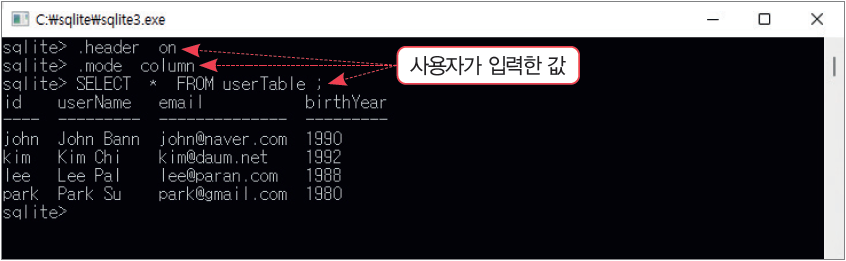 C:₩sqlite₩sqlite3.exe
sqlite> .header on
sqlite> .mode column
sqlite> SELECT * FROM userTable ;
사용자가 입력한 값
id userName email birthYear
---- --------- -------------- ---------
john John Bann john@naver.com 1990
kim Kim Chi kim@daum.net 1992
lee Lee Pal lee@paran.com 1988
park Park Su park@gmail.com 1980
sqlite>